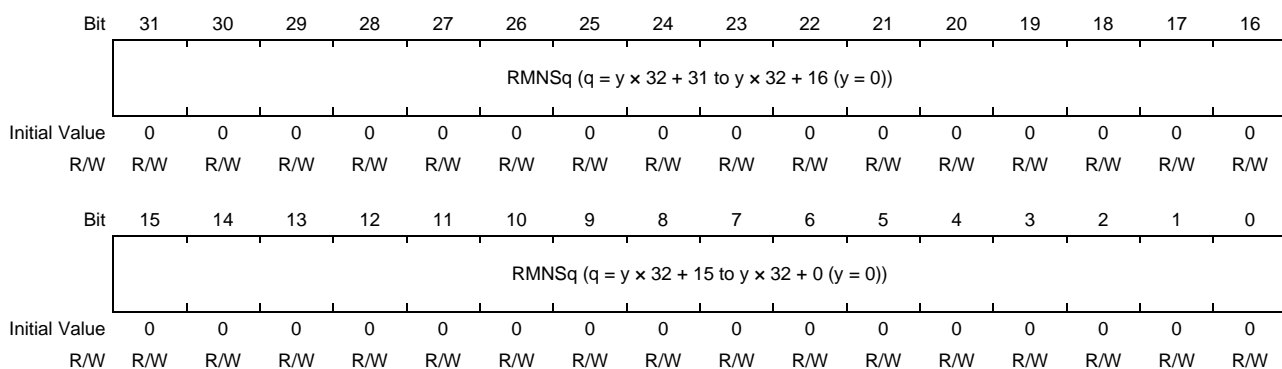 Bit 31 30 29 28 27 26 25 24 23 22 21 20 19 18 17 16
RMNSq (q = y × 32 + 31 to y × 32 + 16 (y = 0))
Initial Value 0 0 0 0 0 0 0 0 0 0 0 0 0 0 0 0
R/W R/W R/W R/W R/W R/W R/W R/W R/W R/W R/W R/W R/W R/W R/W R/W R/W
Bit 15 14 13 12 11 10 9 8 7 6 5 4 3 2 1 0
RMNSq (q = y × 32 + 15 to y × 32 + 0 (y = 0))
Initial Value 0 0 0 0 0 0 0 0 0 0 0 0 0 0 0 0
R/W R/W R/W R/W R/W R/W R/W R/W R/W R/W R/W R/W R/W R/W R/W R/W R/W